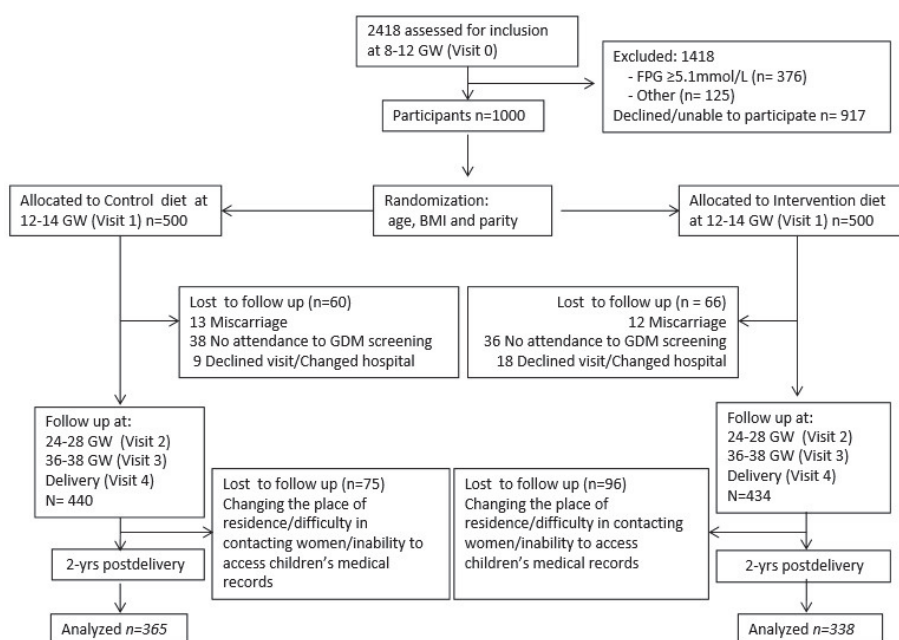 2418 assessed for inclusion
at 8-12 GW (Visit 0)
Excluded: 1418
- FPG ≥5.1mmol/L (n= 376)
- Other (n= 125)
Declined/unable to participate n= 917
Participants n=1000
Allocated to Control diet at
12-14 GW (Visit 1) n=500
Randomization:
age, BMI and parity
Allocated to Intervention diet
at 12-14 GW (Visit 1) n=500
Lost to follow up (n=60)
13 Miscarriage
38 No attendance to GDM screening
9 Declined visit/Changed hospital
Lost to follow up (n = 66)
12 Miscarriage
36 No attendance to GDM screening
18 Declined visit/Changed hospital
Follow up at:
24-28 GW (Visit 2)
36-38 GW (Visit 3)
Delivery (Visit 4)
N= 440
Lost to follow up (n=75)
Changing the place of
residence/difficulty in
contacting women/inability to
access children's medical
records
Lost to follow up (n=96)
Changing the place of
residence/difficulty in contacting
women/inability to access
children's medical records
Follow up at:
24-28 GW (Visit 2)
36-38 GW (Visit 3)
Delivery (Visit 4)
N=434
2-yrs postdelivery
2-yrs postdelivery
Analyzed n=365
Analyzed n=338